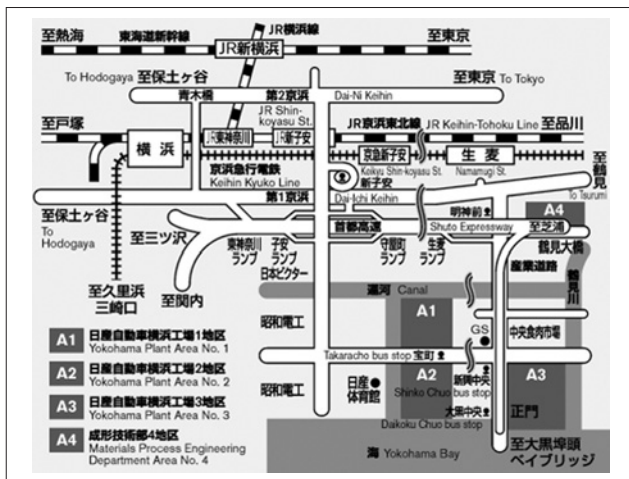 至熱海
東海道新幹線
JR横浜線
至東京
JR新横浜
To Hodogaya 至保土ヶ谷
第2京浜
Dai-Ni Keihin
至東京 To Tokyo
青木橋
JR Shin-
koyasu St.
至戸塚
JR京浜東北線 JR Keihin-Tohoku Line
至品川
横浜
JR東神奈川
JR新子安
京急新子安
生麦
京浜急行電鉄
Keihin Kyuko Line
Keikyu Shin-koyasu St.
Namamugi St.
至鶴見
新子安
To Tsurumi
第1京浜
Dai-Ichi Keihin
至保土ヶ谷
To
Hodogaya
至三ツ沢
明神前
A4
首都高速
Shuto Expressway
至芝浦
東神奈川
ランプ
子安
ランプ
守屋町
ランプ
生麦
ランプ
鶴見大橋
日本ビクター
産業道路
鶴見川
至久里浜
三崎口
至関内
運河 Canal
A1
昭和電工
GS
中央食肉市場
Takaracho bus stop 宝町
A1
日産自動車横浜工場1地区
Yokohama Plant Area No. 1
A2
日産自動車横浜工場2地区
Yokohama Plant Area No. 2
A3
日産自動車横浜工場3地区
Yokohama Plant Area No. 3
A4
成形技術部4地区
Materials Process Engineering
Department Area No. 4
昭和電工
日産
体育館
A2
新興中央
Shinko Chuo bus stop
A3
大黒中央
Daikoku Chuo bus stop
正門
海 Yokohama Bay
至大黒埠頭
ベイブリッジ